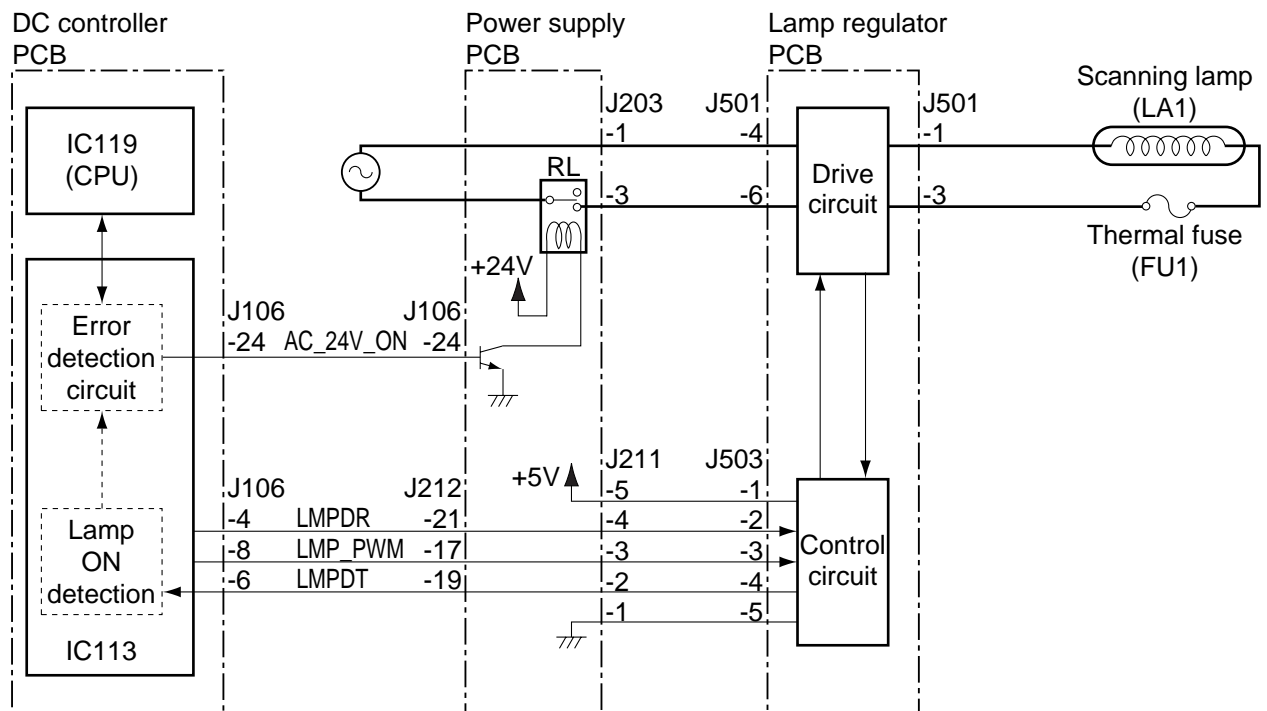 DC controller
PCB
Power supply
PCB
Lamp regulator
PCB
Scanning lamp
(LA1)
J203
J501
J501
-1
-4
-1
IC119
(CPU)
RL
Drive
circuit
-3
-6
-3
Thermal fuse
(FU1)
+24V
J106
J106
Error
detection
circuit
-24
AC_24V_ON
-24
J211
J503
+5V
-5
-1
J106
J212
-4
LMPDR
-21
-4
-2
Lamp
ON
detection
-8
LMP_PWM
-17
-3
-3
Control
circuit
-6
LMPDT
-19
-2
-4
-1
-5
IC113